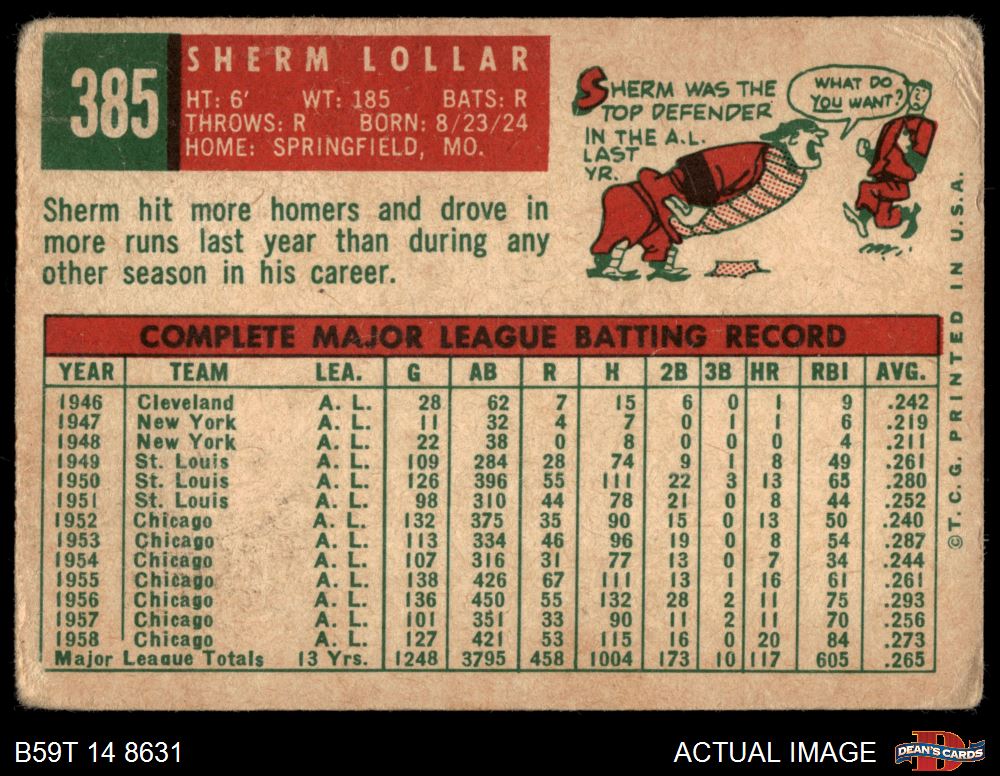 385
SHERM LOLLAR
HT: 6' WT: 185 BATS: R
THROWS: R BORN: 8/23/24
HOME: SPRINGFIELD, MO.
SHERM WAS THE
TOP DEFENDER
IN THE A.L.
LAST
YR.
WHAT DO
YOU WANT?
Sherm hit more homers and drove in
more runs last year than during any
other season in his career.
COMPLETE MAJOR LEAGUE BATTING RECORD
YEAR TEAM LEA. G AB R H 2B 3B HR RBI AVG.
1946 Cleveland A. L. 28 62 7 15 6 0 1 9 .242
1947 New York A. L. 11 32 4 7 0 1 1 6 .219
1948 New York A. L. 22 38 0 8 0 0 0 4 .211
1949 St. Louis A. L. 109 284 28 74 9 1 8 49 .261
1950 St. Louis A. L. 126 396 55 111 22 3 13 65 .280
1951 St. Louis A. L. 98 310 44 78 21 0 8 44 .252
1952 Chicago A. L. 132 375 35 90 15 0 13 50 .240
1953 Chicago A. L. 113 334 46 96 19 0 8 54 .287
1954 Chicago A. L. 107 316 31 77 13 0 7 34 .244
1955 Chicago A. L. 138 426 67 111 13 1 16 61 .261
1956 Chicago A. L. 136 450 55 132 28 2 11 75 .293
1957 Chicago A. L. 101 351 33 90 11 2 11 70 .256
1958 Chicago A. L. 127 421 53 115 16 0 20 84 .273
Major League Totals 13 Yrs. 1248 3795 458 1004 173 10 117 605 .265
©T. C. G. PRINTED IN U.S.A.
B59T 14 8631
ACTUAL IMAGE
D
DEAN'S CARDS